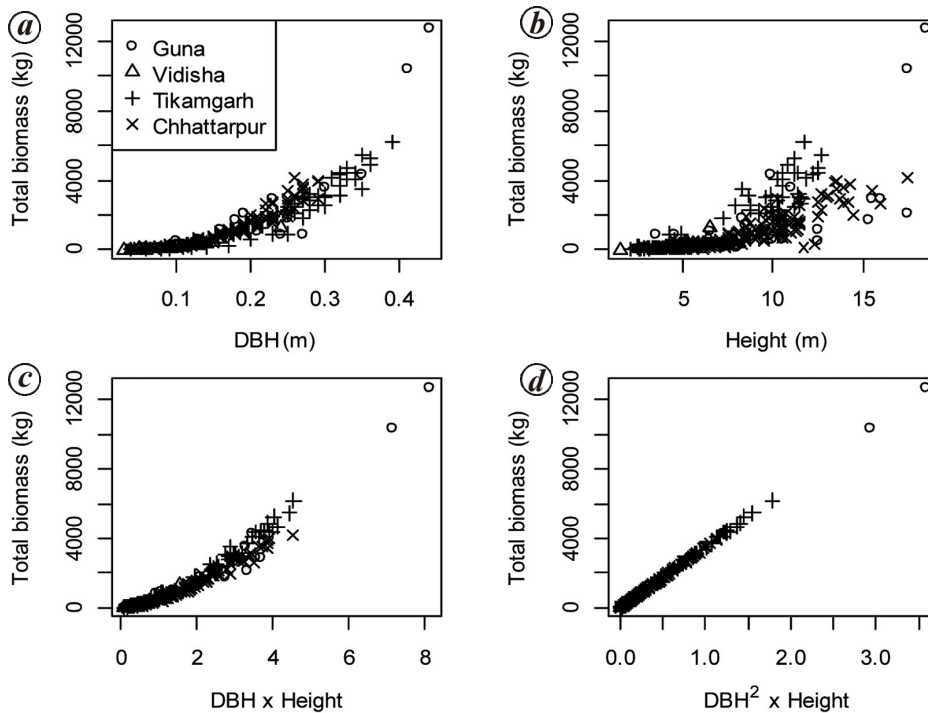 a
Total biomass (kg)
0 4000 8000 12000
Guna
Vidisha
Tikamgarh
Chhattarpur
0.1 0.2 0.3 0.4
DBH (m)
b
Total biomass (kg)
0 4000 8000 12000
5 10 15
Height (m)
c
Total biomass (kg)
0 4000 8000 12000
0 2 4 6 8
DBH x Height
d
Total biomass (kg)
0 4000 8000 12000
0.0 1.0 2.0 3.0
DBH² x Height